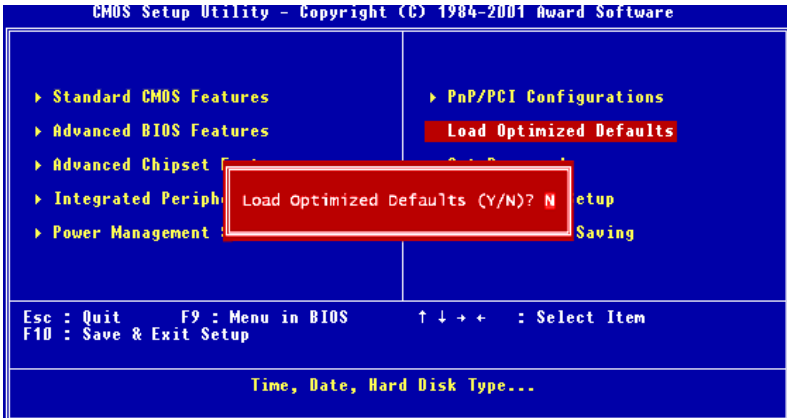 CMOS Setup Utility - Copyright (C) 1984-2001 Award Software
▸ Standard CMOS Features
▸ Advanced BIOS Features
▸ Advanced Chipset
▸ Integrated
▸ Power Management
▸ PnP/PCI Configurations
Load Optimized Defaults
etup
Saving
Load Optimized Defaults (Y/N)? N
Esc : Quit F9 : Menu in BIOS ↑ ↓ → ← : Select Item
F10 : Save & Exit Setup
Time, Date, Hard Disk Type...